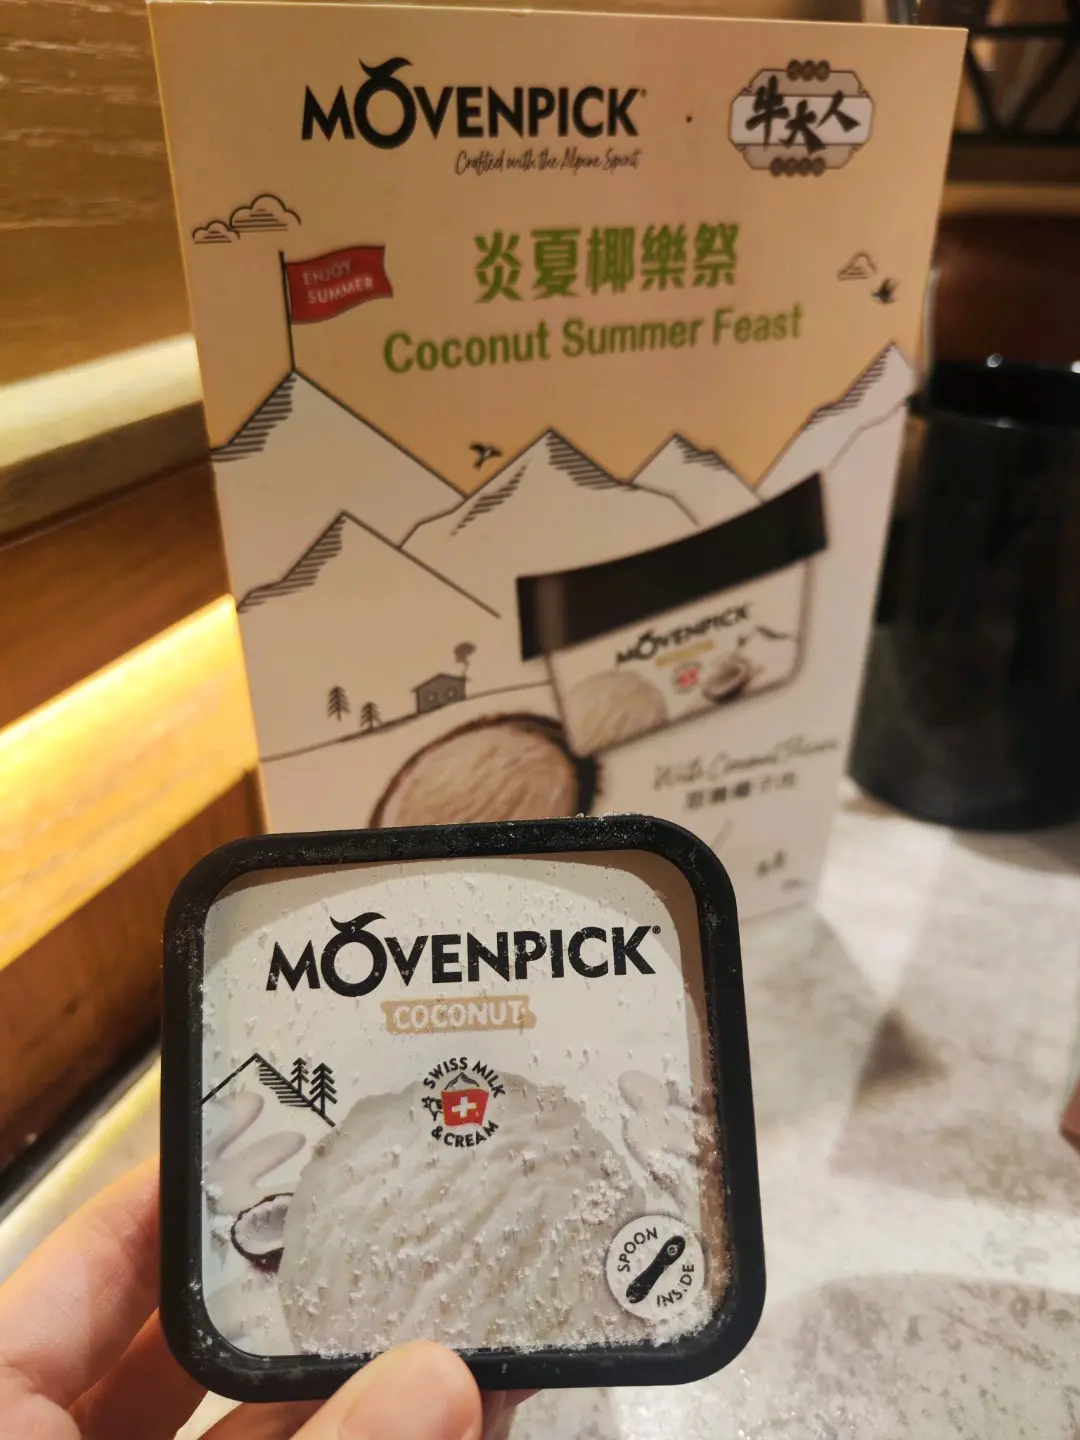 MÖVENPICK
Crafted with the Alpine Spirit
牛大人
炎夏椰樂祭
Coconut Summer Feast
ENJOY
SUMMER
MÖVENPICK
MÖVENPICK®
COCONUT
SWISS MILK
& CREAM
SPOON
INSIDE